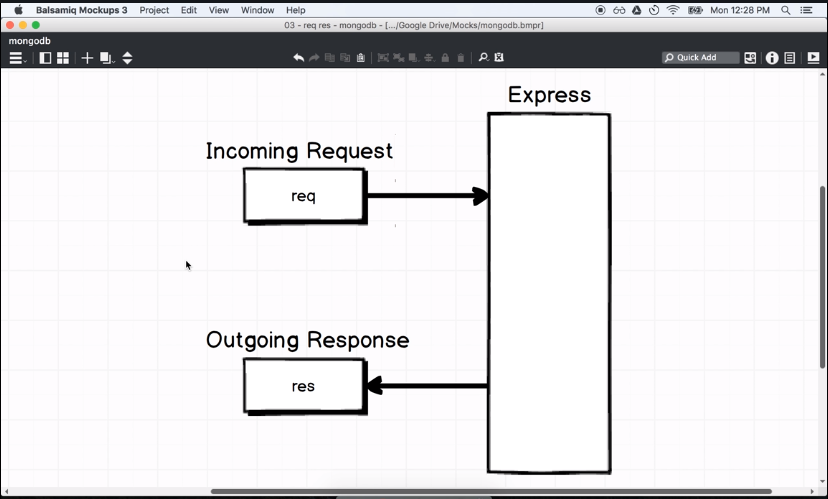 Balsamiq Mockups 3 Project Edit View Window Help Mon 12:28 PM
03 - req res - mongodb - [.../Google Drive/Mocks/mongodb.bmpr]
mongodb
Quick Add
Express
Incoming Request
req
Outgoing Response
res